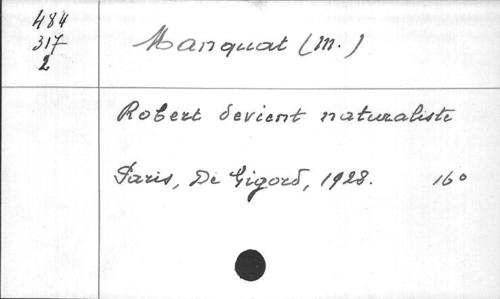 484
317
2
Manquat (M.)
Robert devient naturaliste
Paris, De Gigord, 1928. 16°